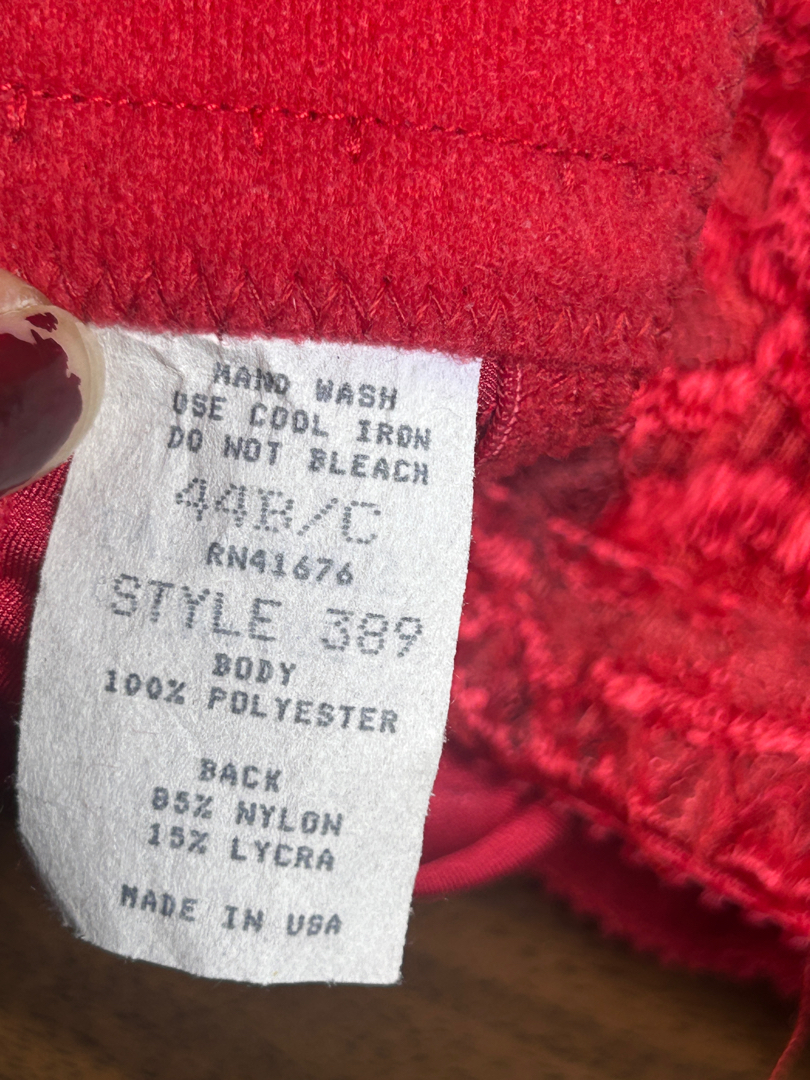 HAND WASH
USE COOL IRON
DO NOT BLEACH
44B/C
RN41676
STYLE 389
BODY
100% POLYESTER
BACK
85% NYLON
15% LYCRA
MADE IN USA